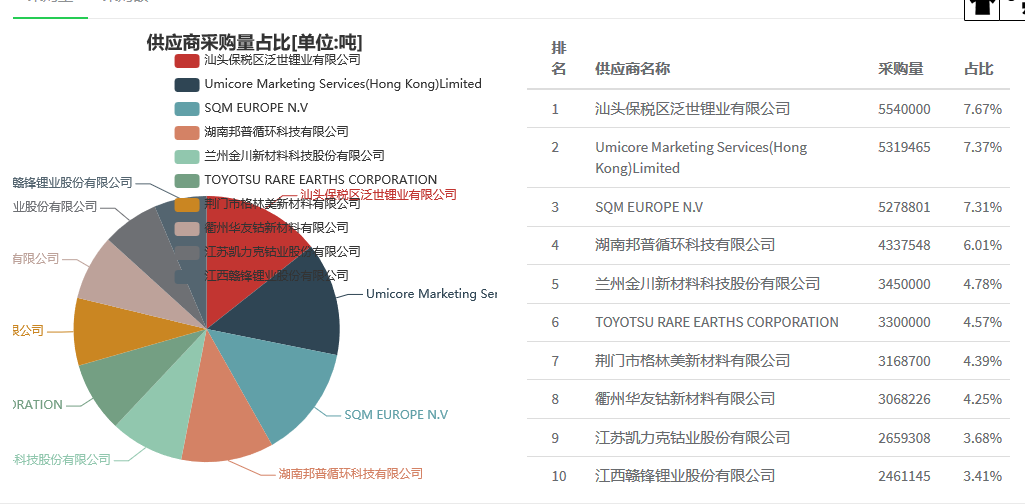 供应商采购量占比[单位:吨]
汕头保税区泛世锂业有限公司
Umicore Marketing Services(Hong Kong)Limited
SQM EUROPE N.V
湖南邦普循环科技有限公司
兰州金川新材料科技股份有限公司
TOYOTSU RARE EARTHS CORPORATION
荆门市格林美新材料有限公司
衢州华友钴新材料有限公司
江苏凯力克钴业股份有限公司
江西赣锋锂业股份有限公司
赣锋锂业股份有限公司
业股份有限公司
有限公司
限公司
ORATION
科技股份有限公司
汕头保税区泛世锂业有限公司
Umicore Marketing Ser
SQM EUROPE N.V
湖南邦普循环科技有限公司
排名 供应商名称 采购量 占比
1 汕头保税区泛世锂业有限公司 5540000 7.67%
2 Umicore Marketing Services(Hong
Kong)Limited 5319465 7.37%
3 SQM EUROPE N.V 5278801 7.31%
4 湖南邦普循环科技有限公司 4337548 6.01%
5 兰州金川新材料科技股份有限公司 3450000 4.78%
6 TOYOTSU RARE EARTHS CORPORATION 3300000 4.57%
7 荆门市格林美新材料有限公司 3168700 4.39%
8 衢州华友钴新材料有限公司 3068226 4.25%
9 江苏凯力克钴业股份有限公司 2659308 3.68%
10 江西赣锋锂业股份有限公司 2461145 3.41%